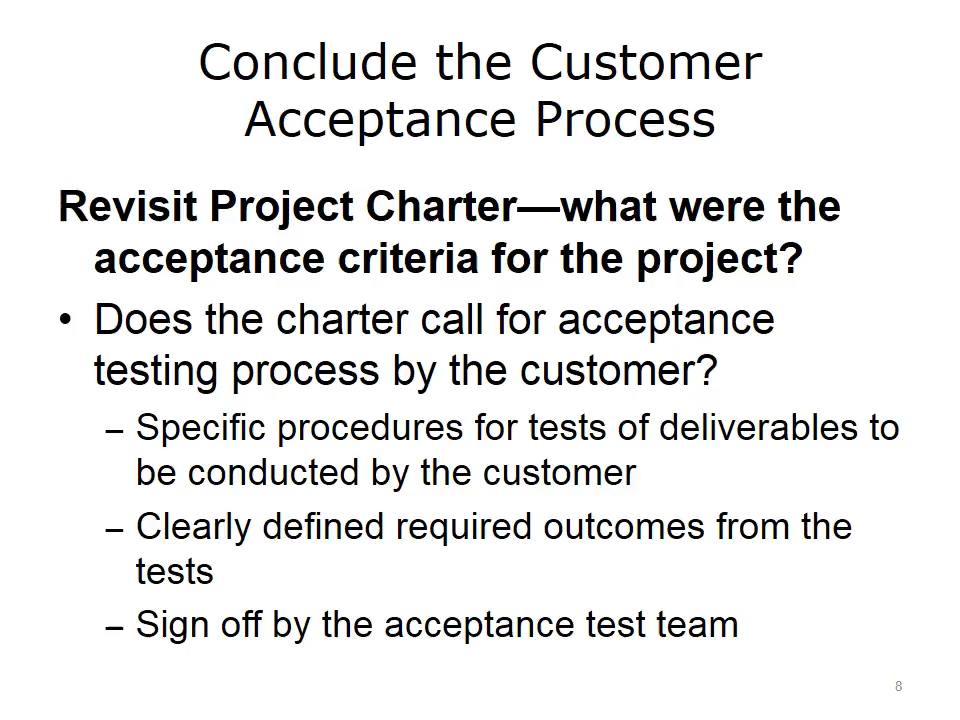 Conclude the Customer
Acceptance Process
Revisit Project Charter—what were the
acceptance criteria for the project?
• Does the charter call for acceptance
testing process by the customer?
– Specific procedures for tests of deliverables to
be conducted by the customer
– Clearly defined required outcomes from the
tests
– Sign off by the acceptance test team
8